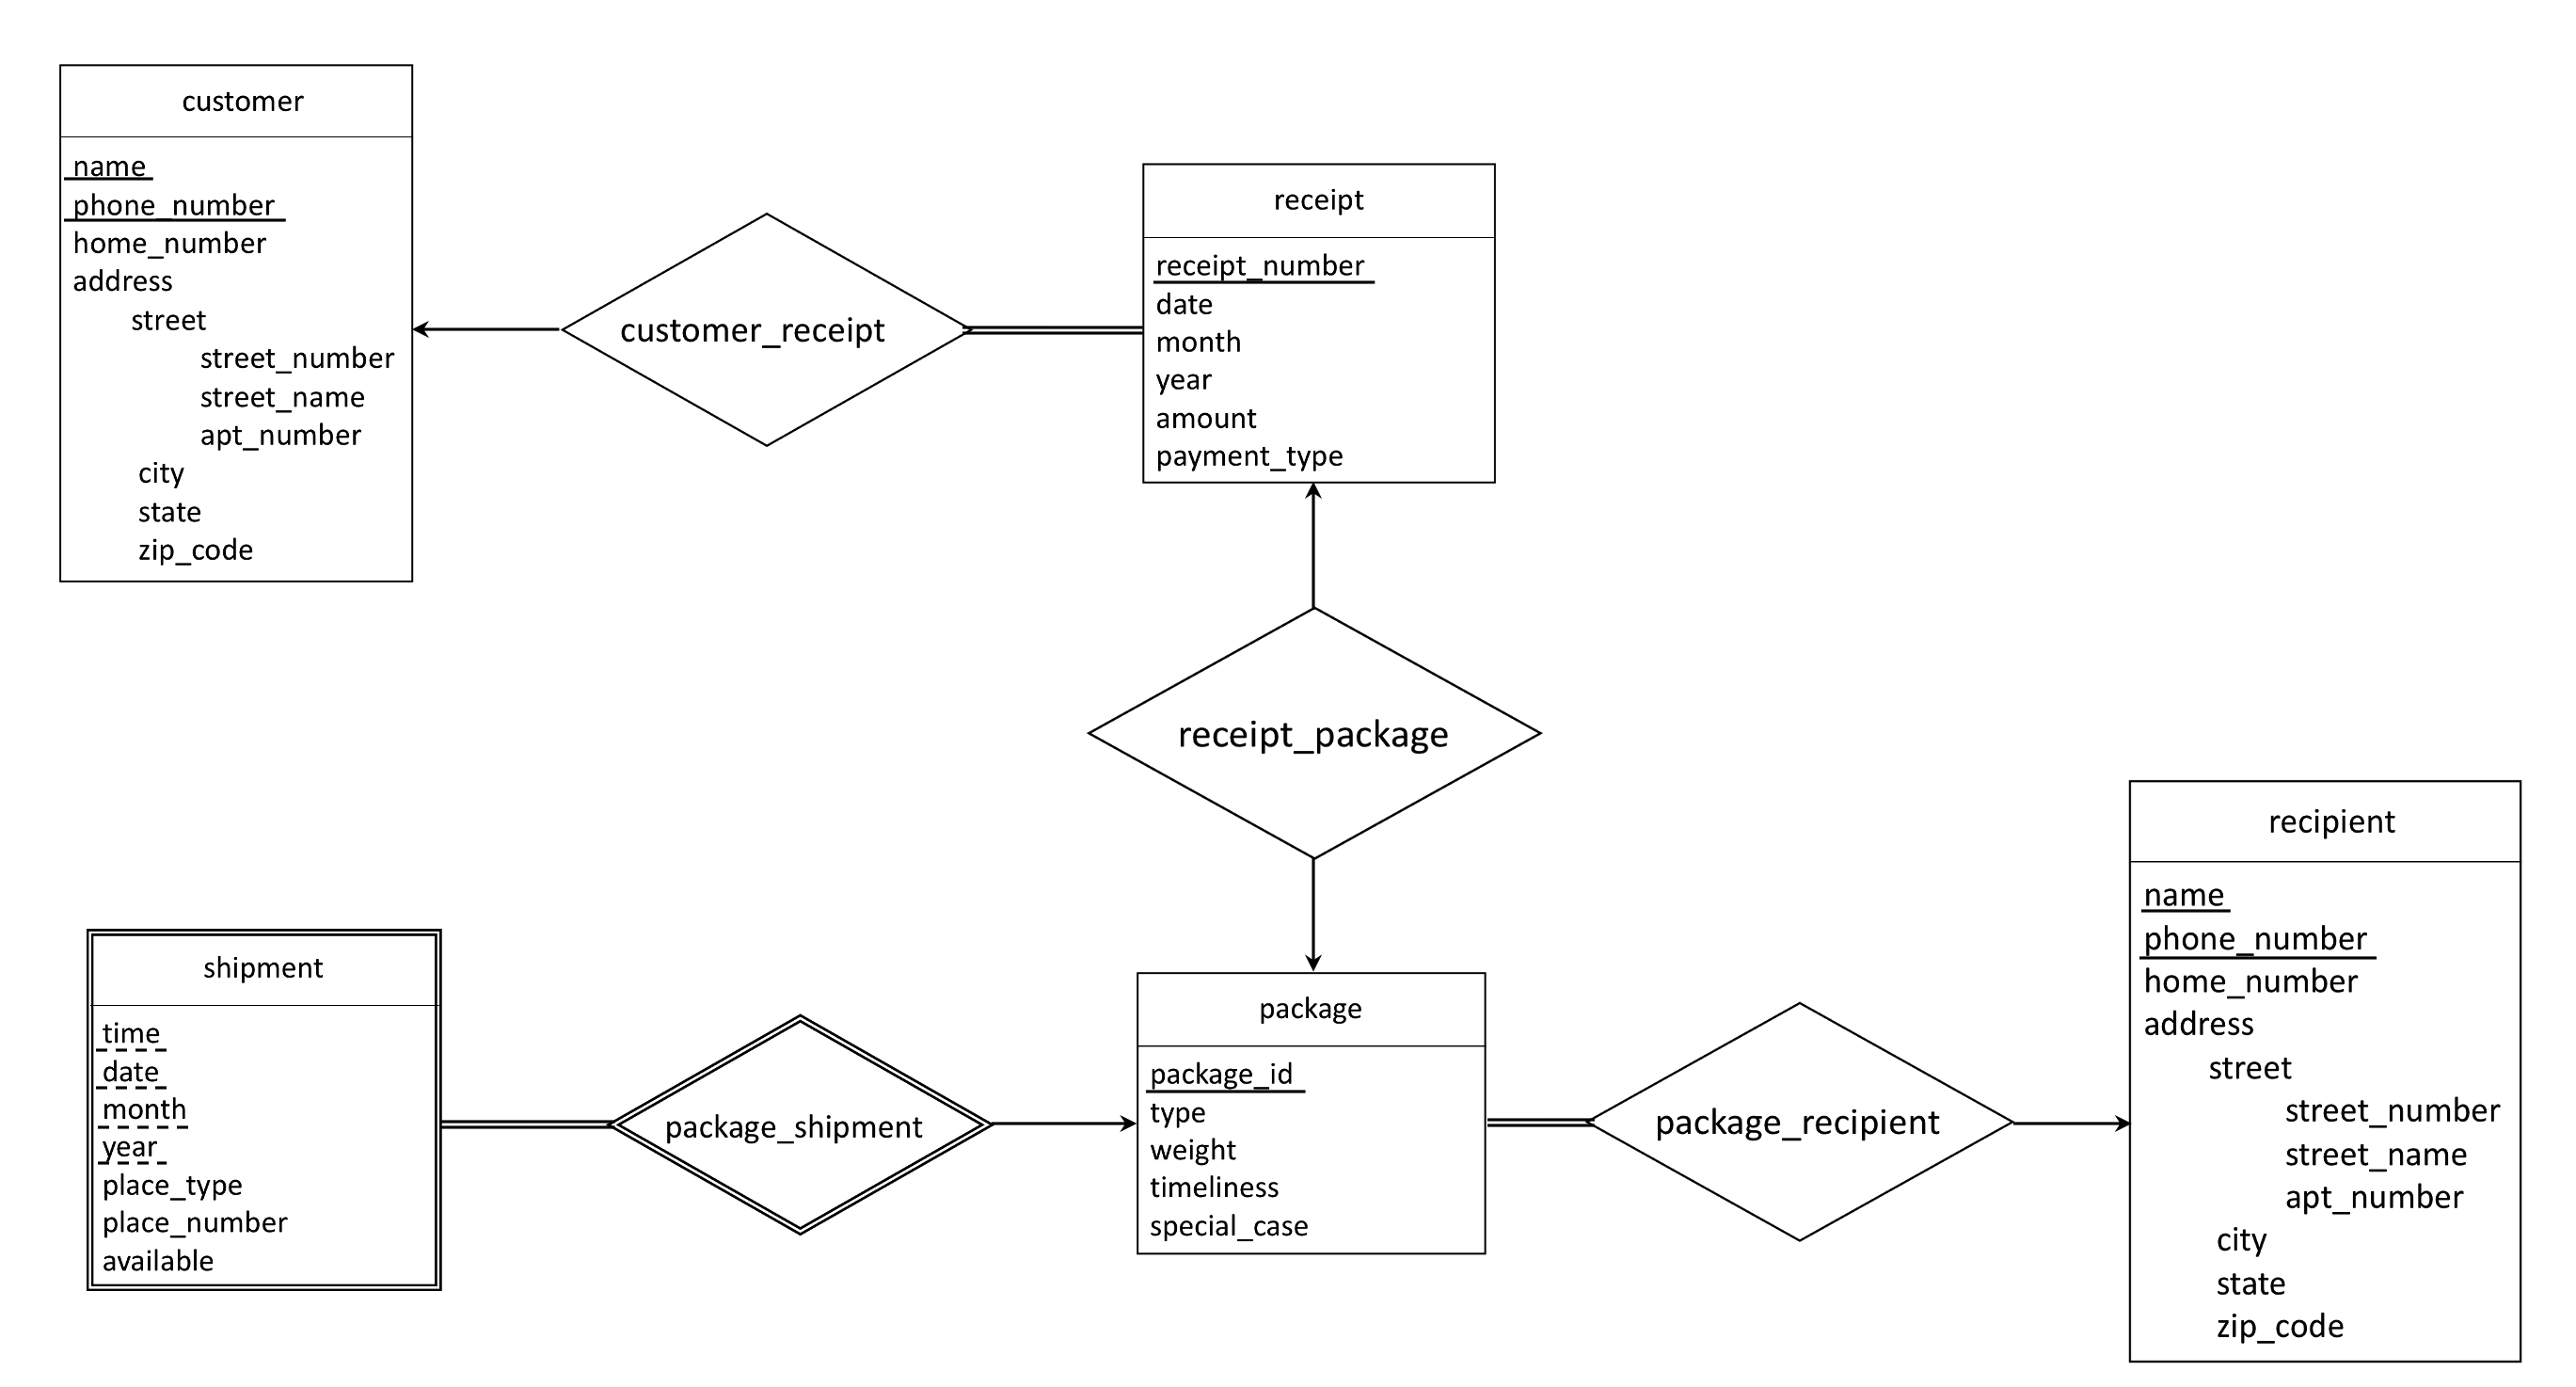 customer
name
phone_number
home_number
address
street
street_number
street_name
apt_number
city
state
zip_code
customer_receipt
receipt
receipt_number
date
month
year
amount
payment_type
receipt_package
shipment
time
date
month
year
place_type
place_number
available
package_shipment
package
package_id
type
weight
timeliness
special_case
package_recipient
recipient
name
phone_number
home_number
address
street
street_number
street_name
apt_number
city
state
zip_code